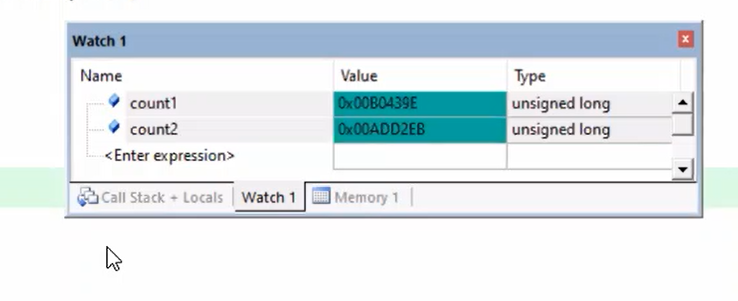 Watch 1
Name Value Type
count1 0x00B0439E unsigned long
count2 0x00ADD2EB unsigned long
<Enter expression>
Call Stack + Locals Watch 1 Memory 1